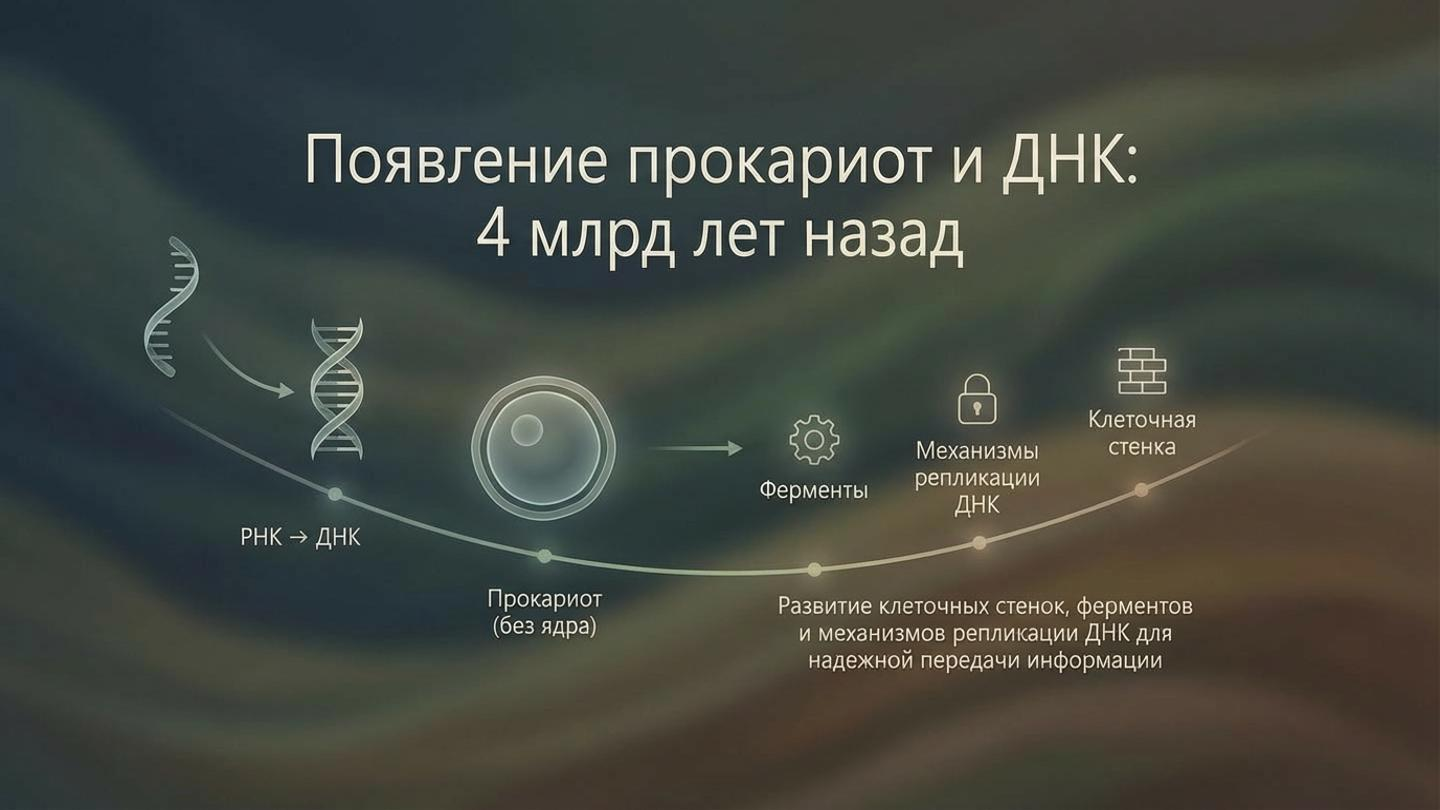 Появгение прокариот и ДНК:
4 млрд лет назад
РНК → ДНК
Прокариот
(без ядра)
Ферменты
Механизмы
репликации
ДНК
Клеточная
стенка
Развитие клеточных стенок, ферментов
и механизмов репликации ДНК для
надежной передачи информации